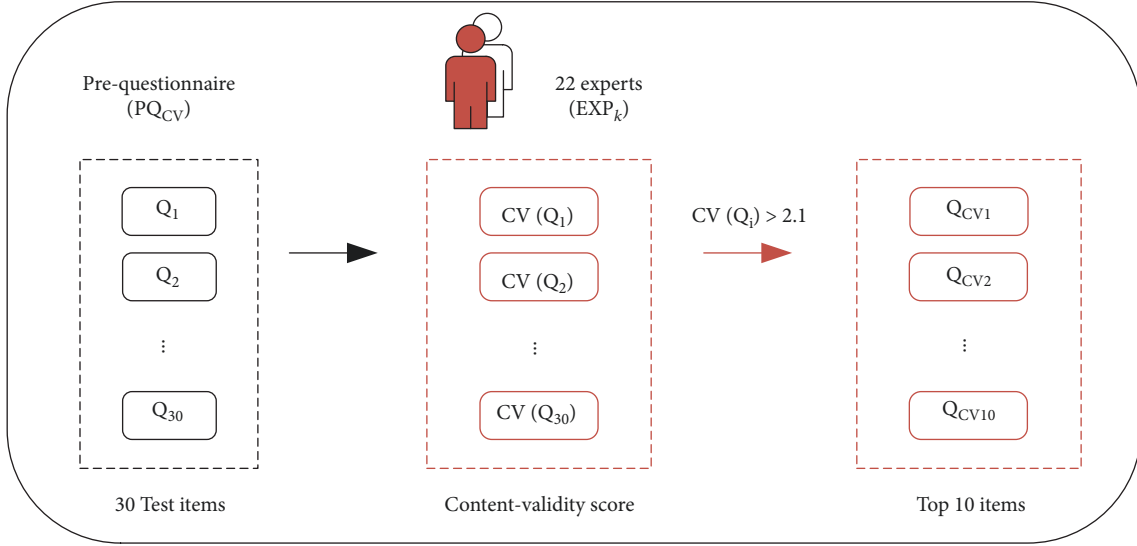 Pre-questionnaire
(PQCV)
22 experts
(EXPk)
Q1
Q2
...
Q30
30 Test items
CV (Q1)
CV (Q2)
...
CV (Q30)
Content-validity score
CV (Qi) > 2.1
QCV1
QCV2
...
QCV10
Top 10 items